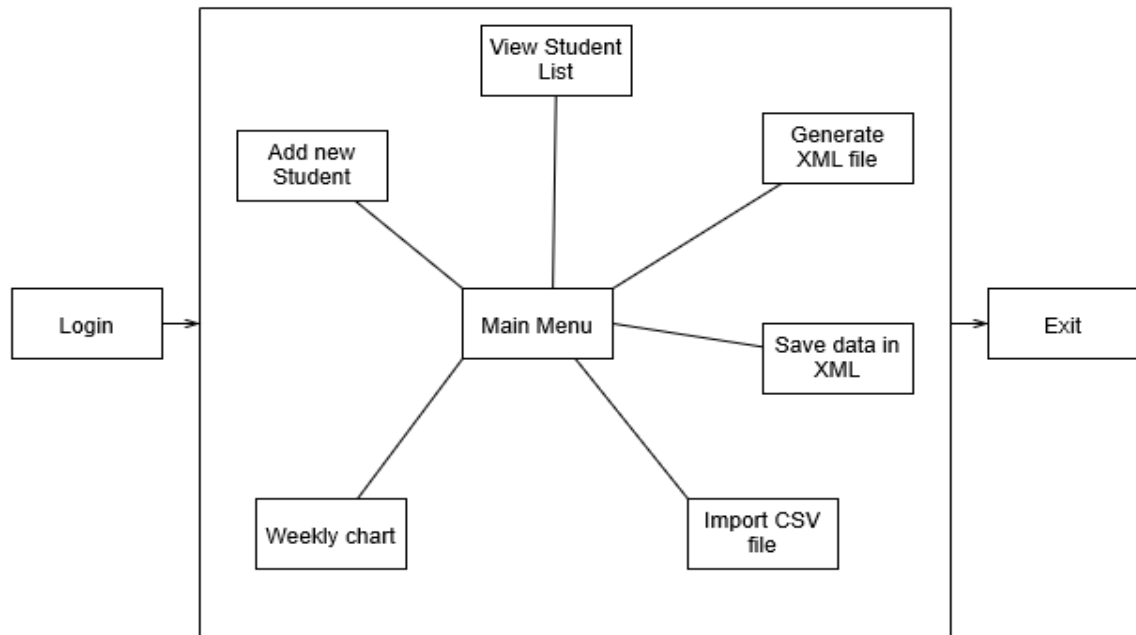 View Student
List
Add new
Student
Generate
XML file
Login
Main Menu
Save data in
XML
Exit
Weekly chart
Import CSV
file